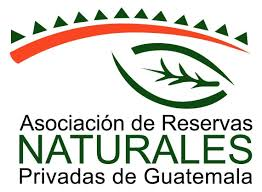 Asociación de Reservas
NATURALES
Privadas de Guatemala